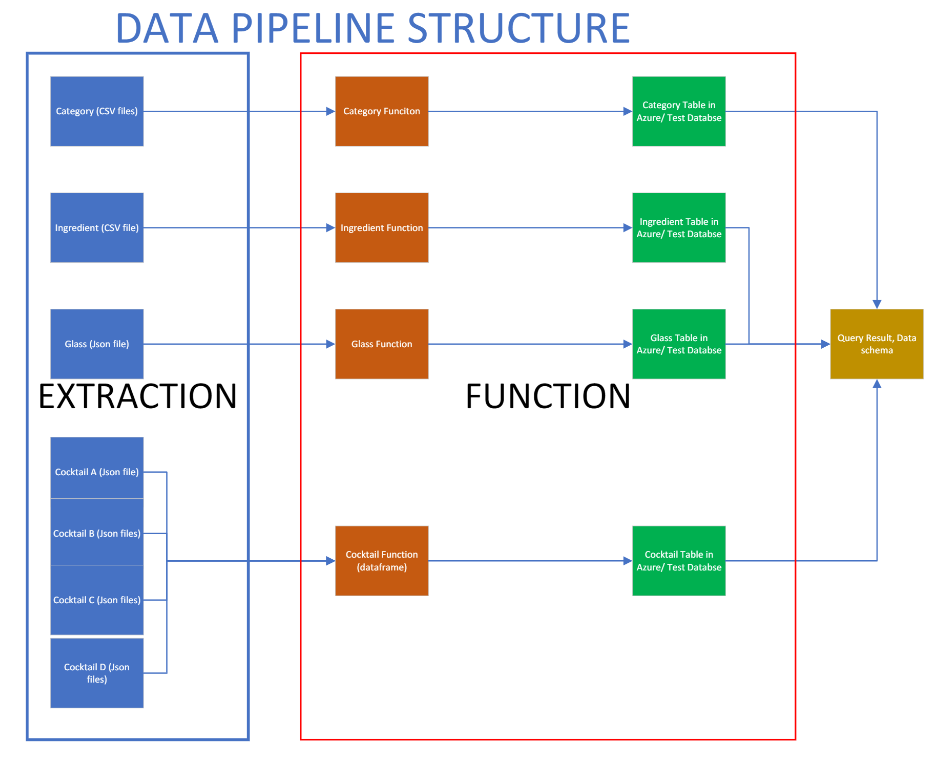 DATA PIPELINE STRUCTURE
Category (CSV files)
Category Funciton
Category Table in
Azure/ Test Databse
Ingredient (CSV file)
Ingredient Function
Ingredient Table in
Azure/ Test Databse
Glass (Json file)
Glass Function
Glass Table in
Azure/ Test Databse
Query Result, Data
schema
EXTRACTION
FUNCTION
Cocktail A (Json file)
Cocktail B (Json files)
Cocktail C (Json files)
Cocktail D (Json
files)
Cocktail Function
(dataframe)
Cocktail Table in
Azure/ Test Databse